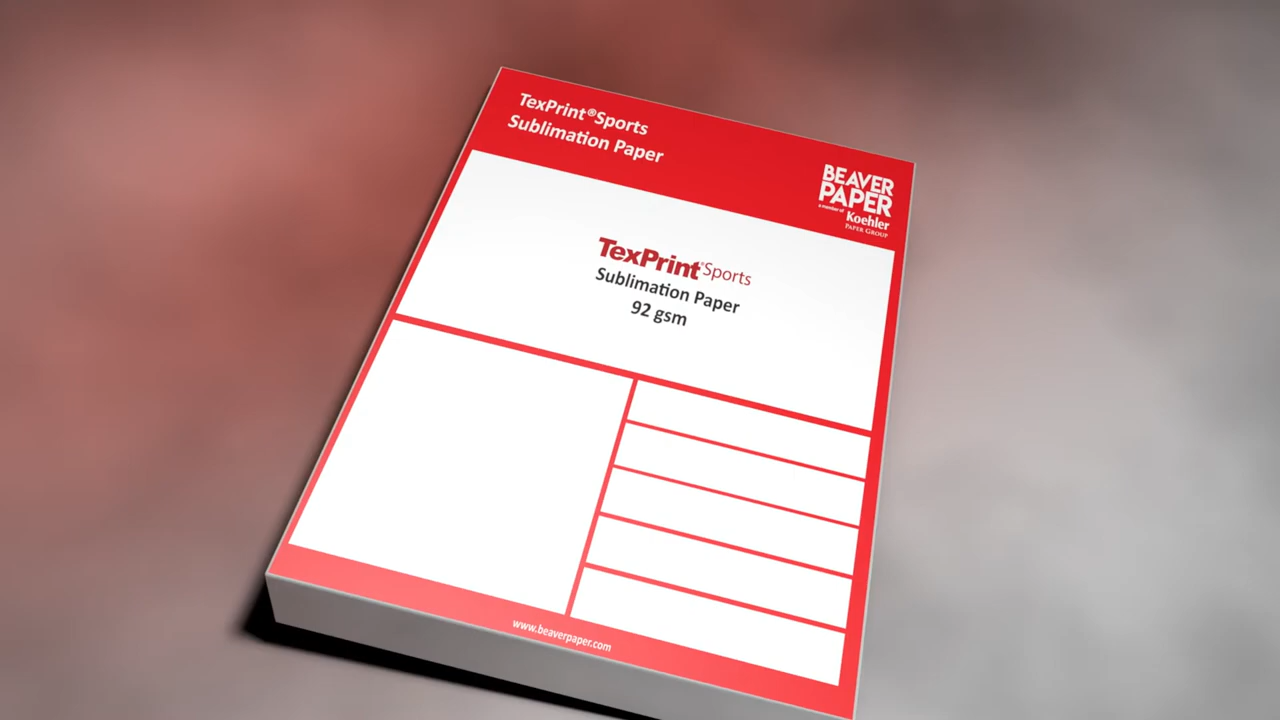 TexPrint®Sports
Sublimation Paper
BEAVER
PAPER
a member of
Koehler
PAPER GROUP
TexPrint®Sports
Sublimation Paper
92 gsm
www.beaverpaper.com